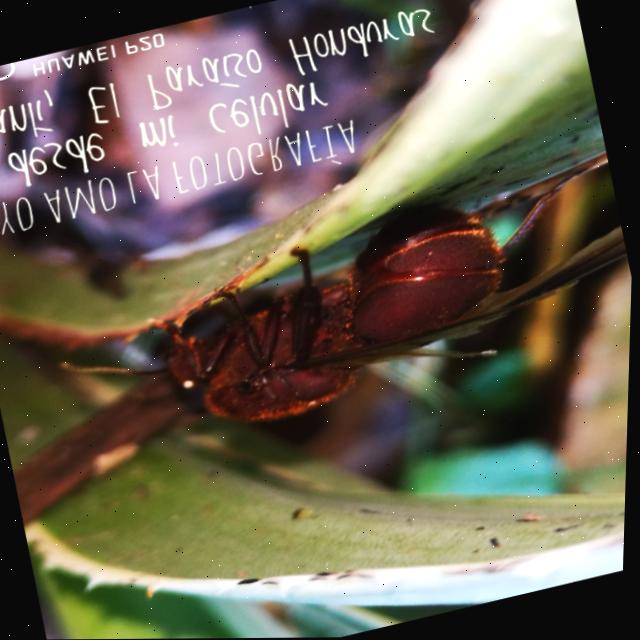 YO AMO LA FOTOGRAFÍA
desde mi celular
El Paraíso Honduras
HUAWEI P20